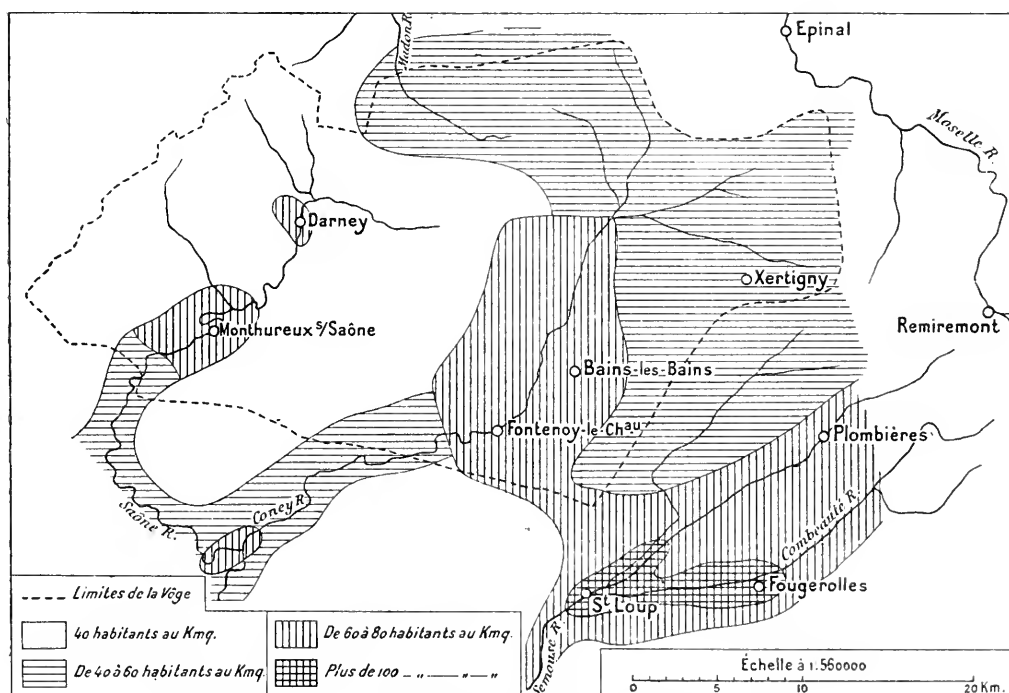 Epinal
Madon R.
Moselle R.
Darney
Xertigny
Monthureux s/Saône
Remiremont
Bains-les-Bains
Fontenoy-le-Chau
Plombières
Saône R.
Coney R.
Combeauté R.
Fougerolles
St Loup
Semouse R.
Limites de la Vôge
40 habitants au Kmq.
De 40 à 60 habitants au Kmq.
De 60 à 80 habitants au Kmq.
Plus de 100 _ „ _ „ _ „
Échelle à 1:560000
0 5 10 20 Km.